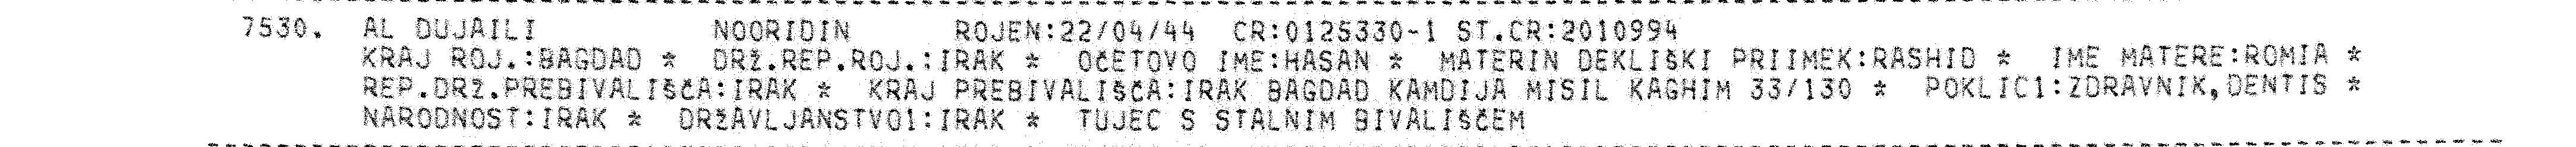 7530. AL DUJAILI NOORIDIN ROJEN:22/04/44 CR:0125330-1 ST.CR:2010994
KRAJ ROJ.:BAGDAD * DRŽ.REP.ROJ.:IRAK * OČETOVO IME:HASAN * MATERIN DEKLIŠKI PRIIMEK:RASHID * IME MATERE:ROMIA *
REP.DRŽ.PREBIVALIŠČA:IRAK * KRAJ PREBIVALIŠČA:IRAK BAGDAD KAMDIJA MISIL KAGHIM 33/130 * POKLIC1:ZDRAVNIK,DENTIS *
NARODNOST:IRAK * DRŽAVLJANSTVO1:IRAK * TUJEC S STALNIM BIVALIŠČEM